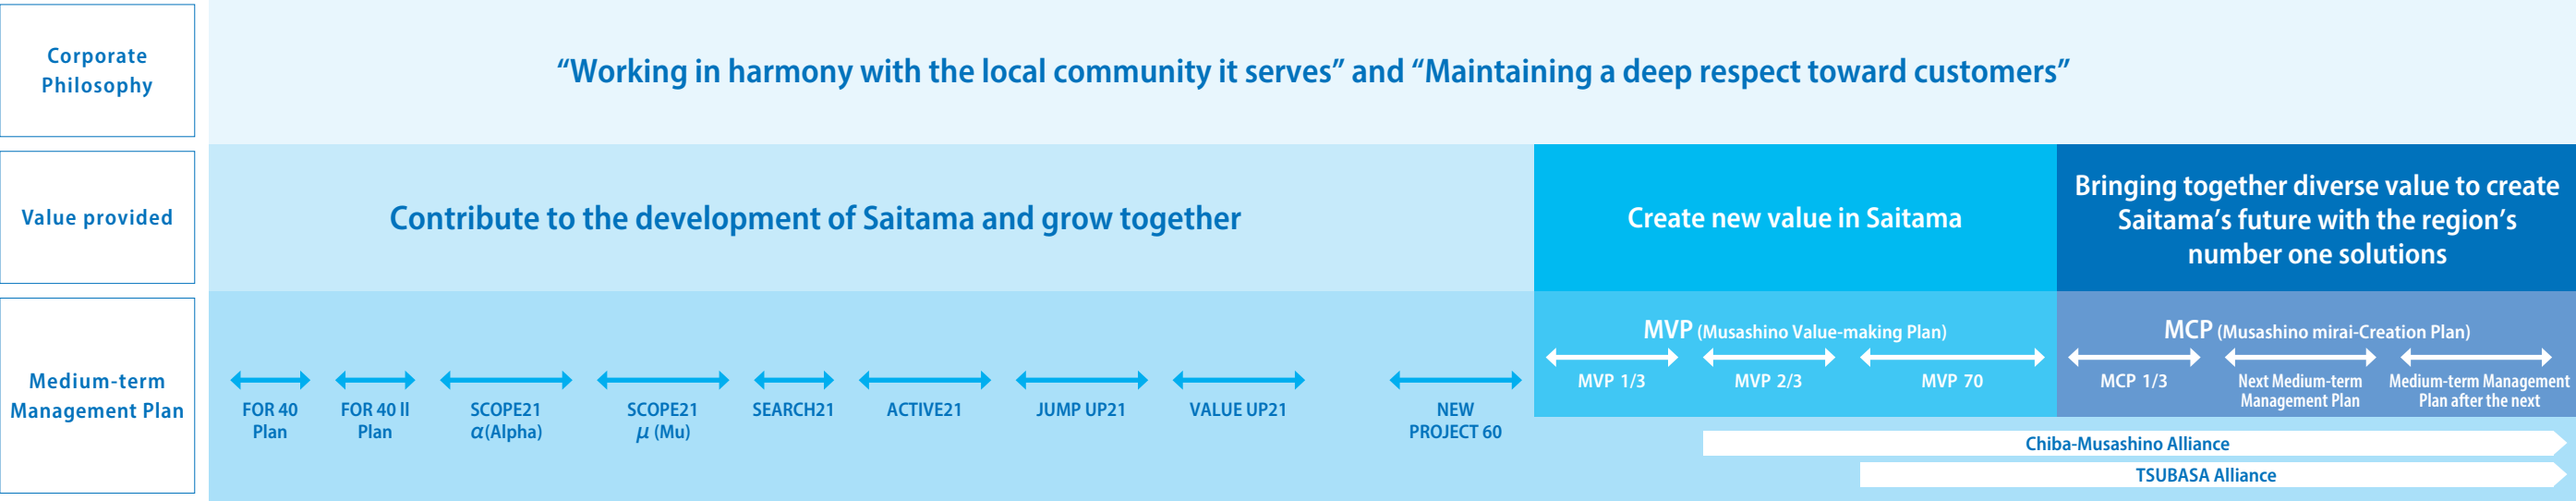 Corporate
Philosophy
“Working in harmony with the local community it serves” and “Maintaining a deep respect toward customers”
Value provided
Contribute to the development of Saitama and grow together
Create new value in Saitama
Bringing together diverse value to create
Saitama’s future with the region’s
number one solutions
Medium-term
Management Plan
FOR 40
Plan
FOR 40 II
Plan
SCOPE21
α(Alpha)
SCOPE21
μ (Mu)
SEARCH21
ACTIVE21
JUMP UP21
VALUE UP21
NEW
PROJECT 60
MVP (Musashino Value-making Plan)
MVP 1/3
MVP 2/3
MVP 70
MCP (Musashino mirai-Creation Plan)
MCP 1/3
Next Medium-term
Management Plan
Medium-term Management
Plan after the next
Chiba-Musashino Alliance
TSUBASA Alliance